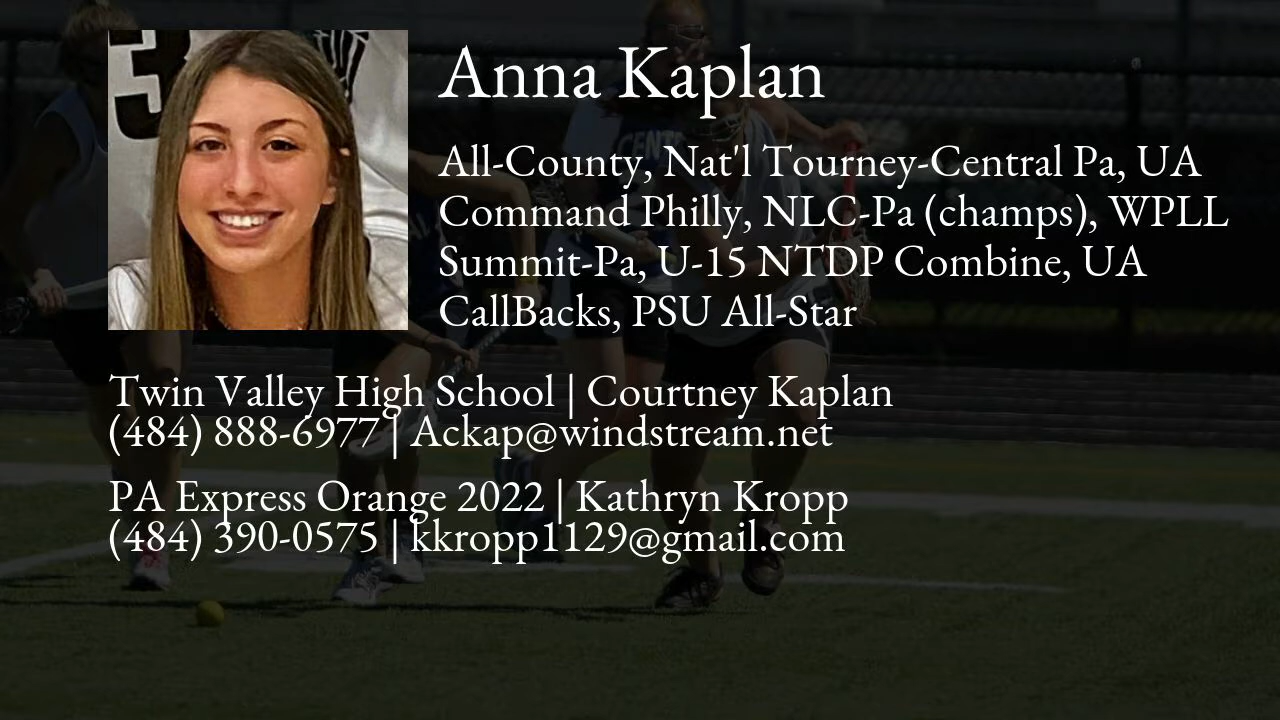 Anna Kaplan
All-County, Nat'l Tourney-Central Pa, UA
Command Philly, NLC-Pa (champs), WPLL
Summit-Pa, U-15 NTDP Combine, UA
CallBacks, PSU All-Star
Twin Valley High School | Courtney Kaplan
(484) 888-6977 | Ackap@windstream.net
PA Express Orange 2022 | Kathryn Kropp
(484) 390-0575 | kkropp1129@gmail.com
3